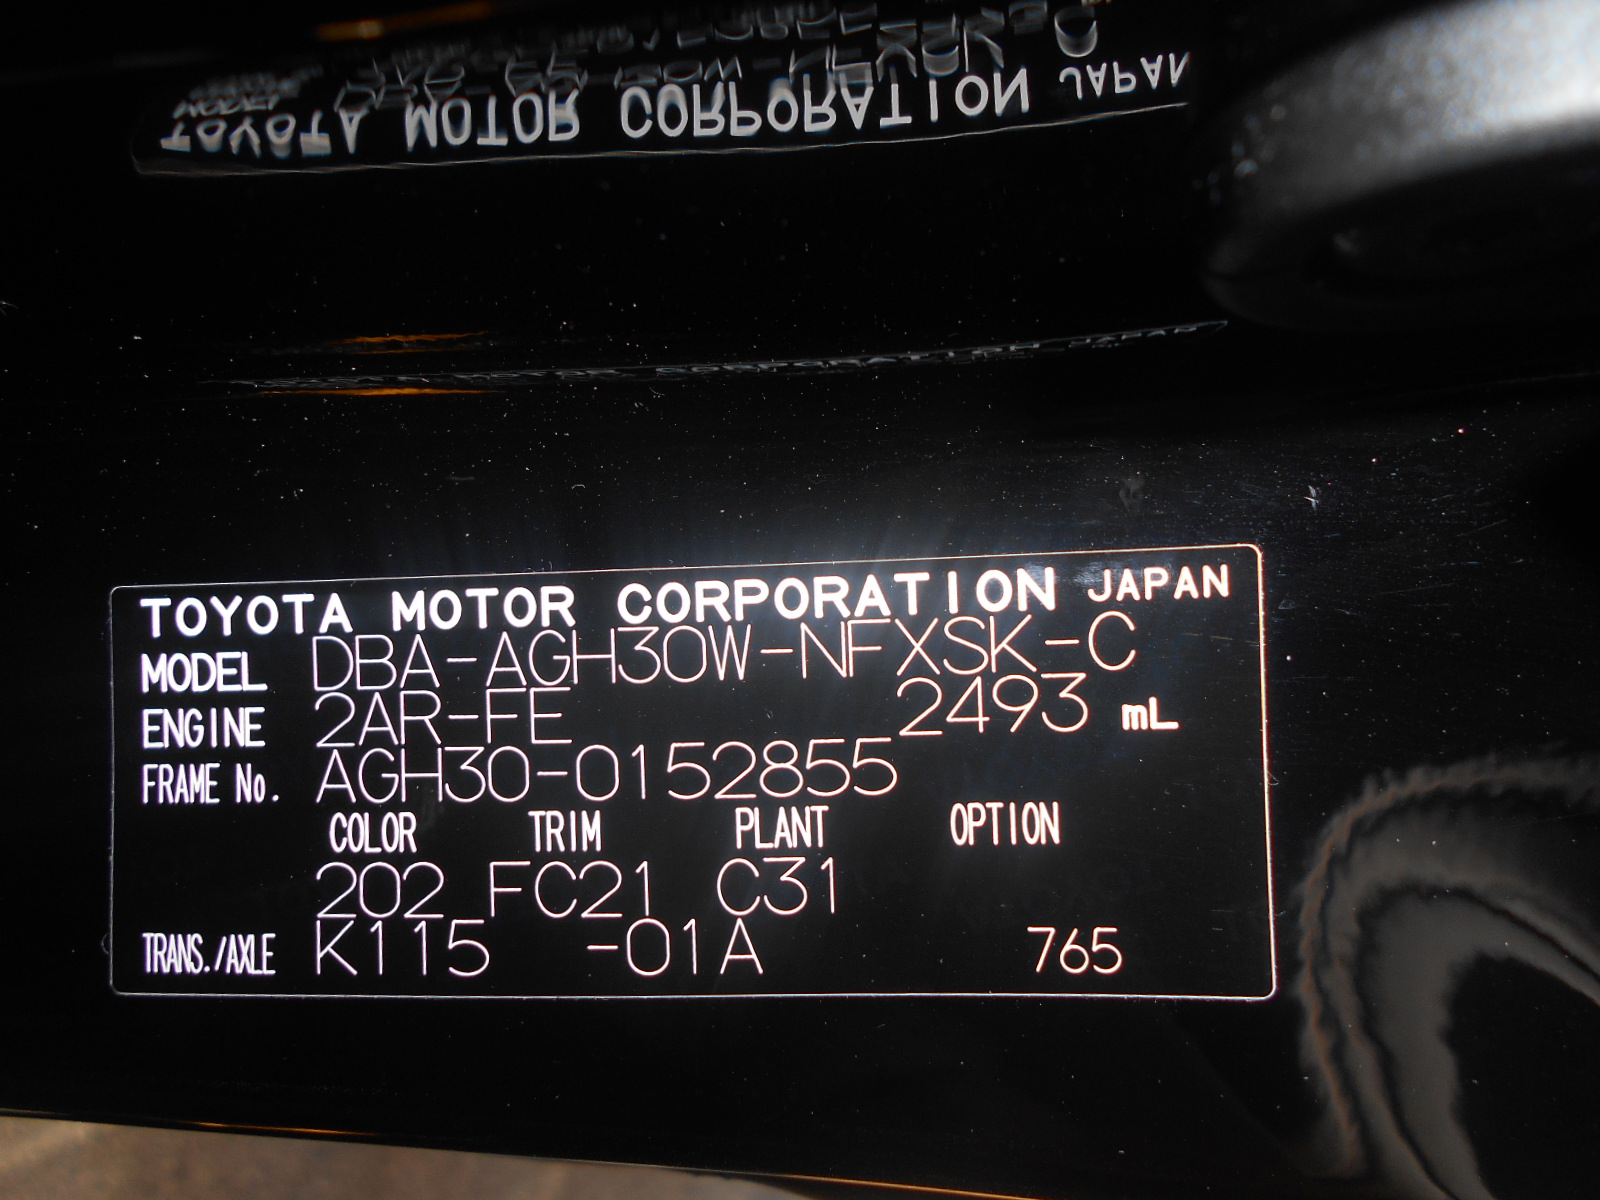 TOYOTA MOTOR CORPORATION JAPAN
MODEL DBA-AGH30W-NFXSK-C
ENGINE 2AR-FE 2493 mL
FRAME No. AGH30-0152855
COLOR TRIM PLANT OPTION
202 FC21 C31
TRANS./AXLE K115 -01A 765